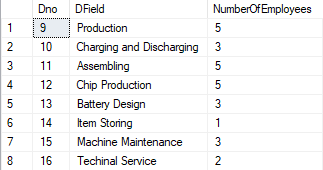 Dno DField NumberOfEmployees
1 9 Production 5
2 10 Charging and Discharging 3
3 11 Assembling 5
4 12 Chip Production 5
5 13 Battery Design 3
6 14 Item Storing 1
7 15 Machine Maintenance 3
8 16 Techinal Service 2